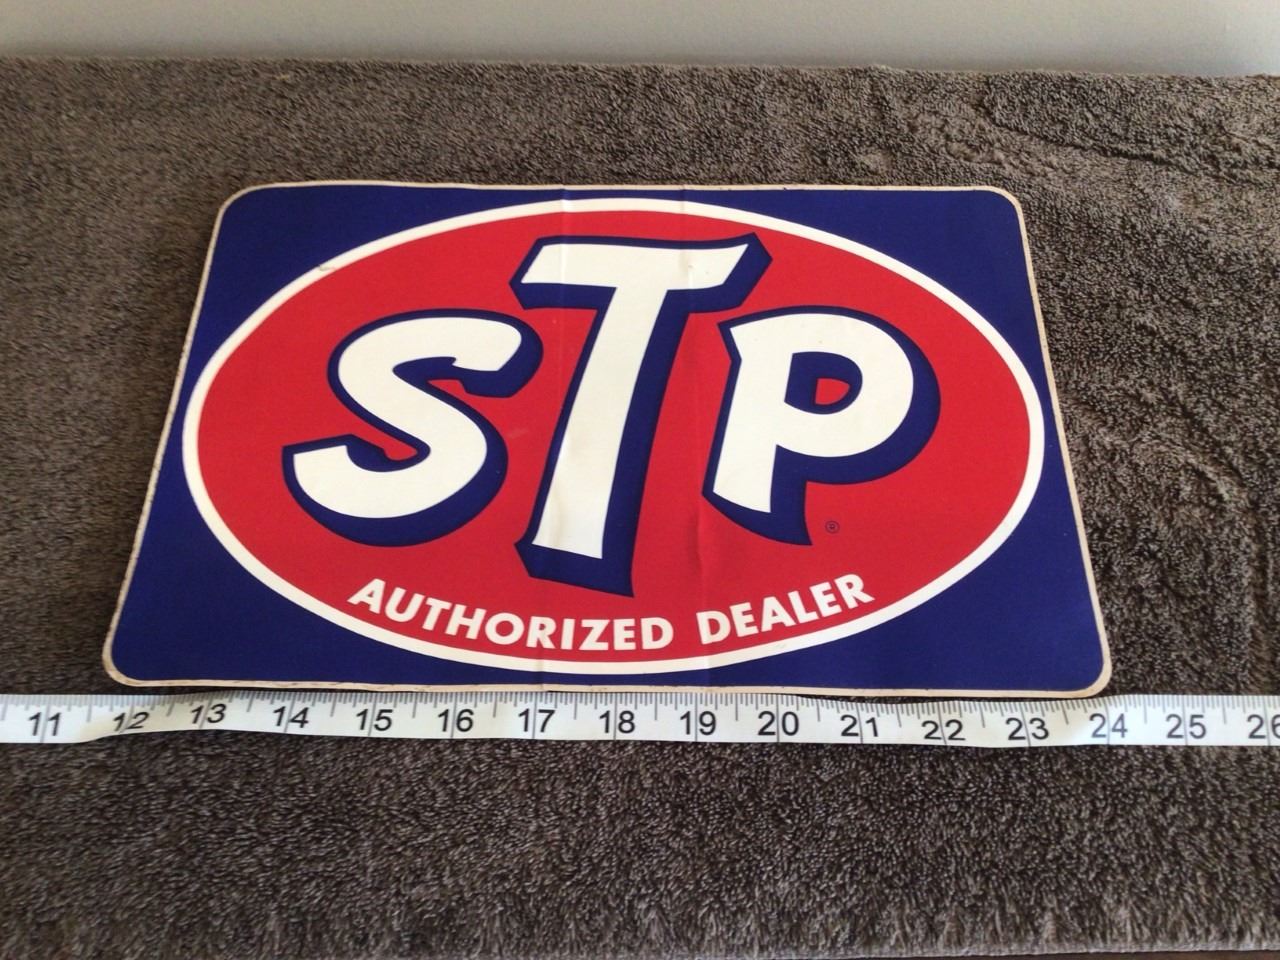 STP
®
AUTHORIZED DEALER
11 12 13 14 15 16 17 18 19 20 21 22 23 24 25 26